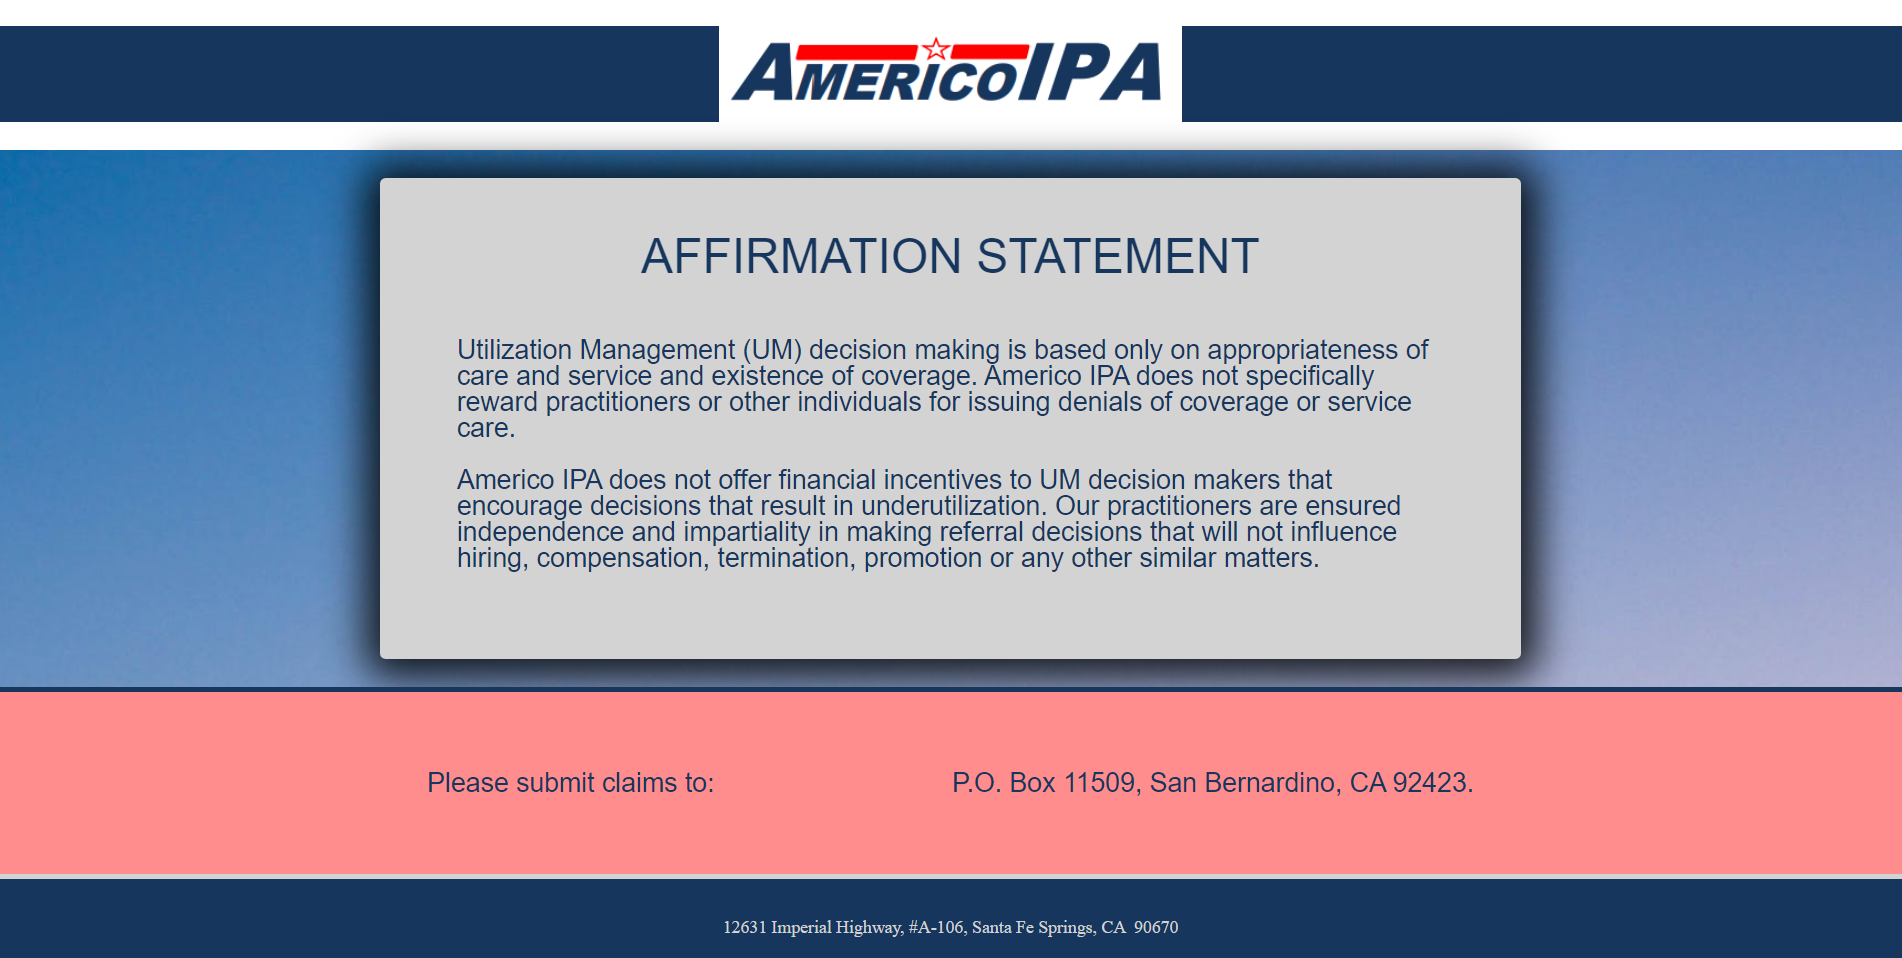 AMERICO IPA
AFFIRMATION STATEMENT
Utilization Management (UM) decision making is based only on appropriateness of
care and service and existence of coverage. Americo IPA does not specifically
reward practitioners or other individuals for issuing denials of coverage or service
care.
Americo IPA does not offer financial incentives to UM decision makers that
encourage decisions that result in underutilization. Our practitioners are ensured
independence and impartiality in making referral decisions that will not influence
hiring, compensation, termination, promotion or any other similar matters.
Please submit claims to: P.O. Box 11509, San Bernardino, CA 92423.
12631 Imperial Highway, #A-106, Santa Fe Springs, CA  90670